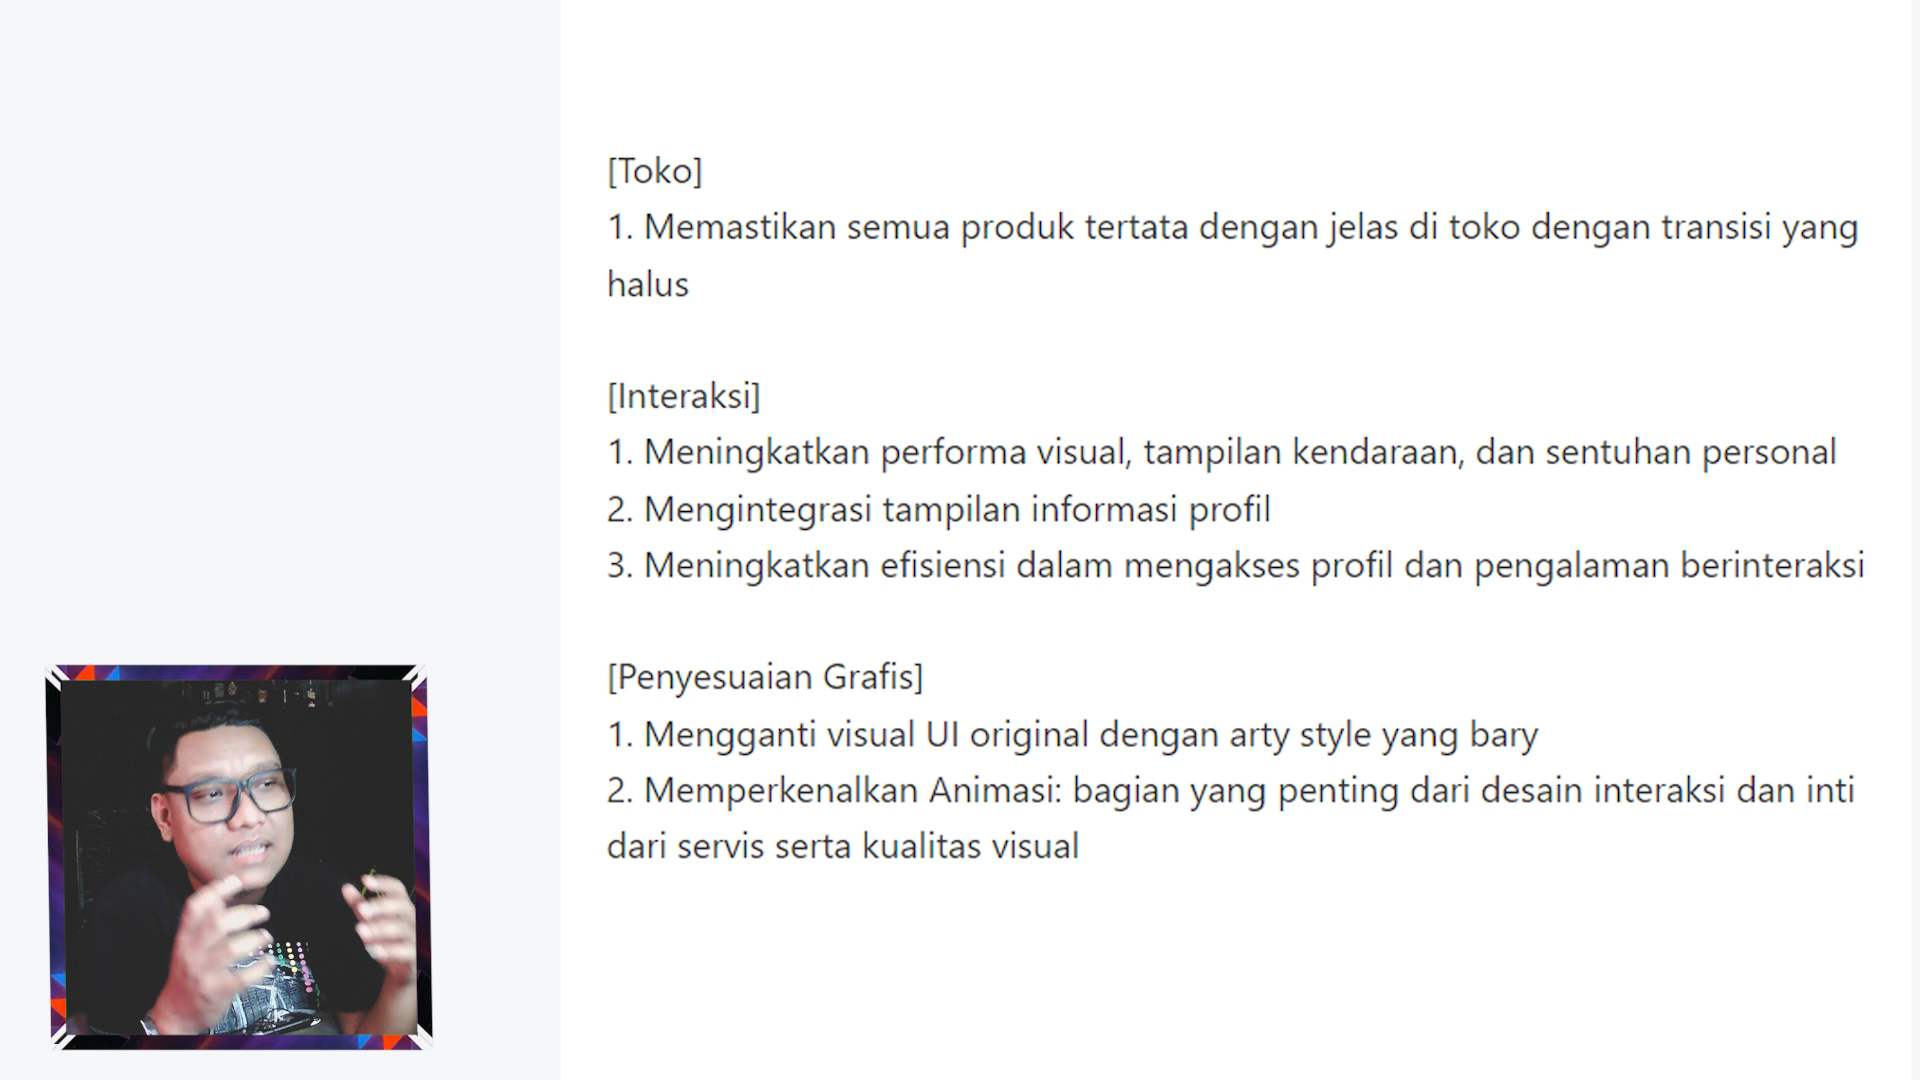 [Toko]
1. Memastikan semua produk tertata dengan jelas di toko dengan transisi yang
halus
[Interaksi]
1. Meningkatkan performa visual, tampilan kendaraan, dan sentuhan personal
2. Mengintegrasi tampilan informasi profil
3. Meningkatkan efisiensi dalam mengakses profil dan pengalaman berinteraksi
[Penyesuaian Grafis]
1. Mengganti visual UI original dengan arty style yang bary
2. Memperkenalkan Animasi: bagian yang penting dari desain interaksi dan inti
dari servis serta kualitas visual